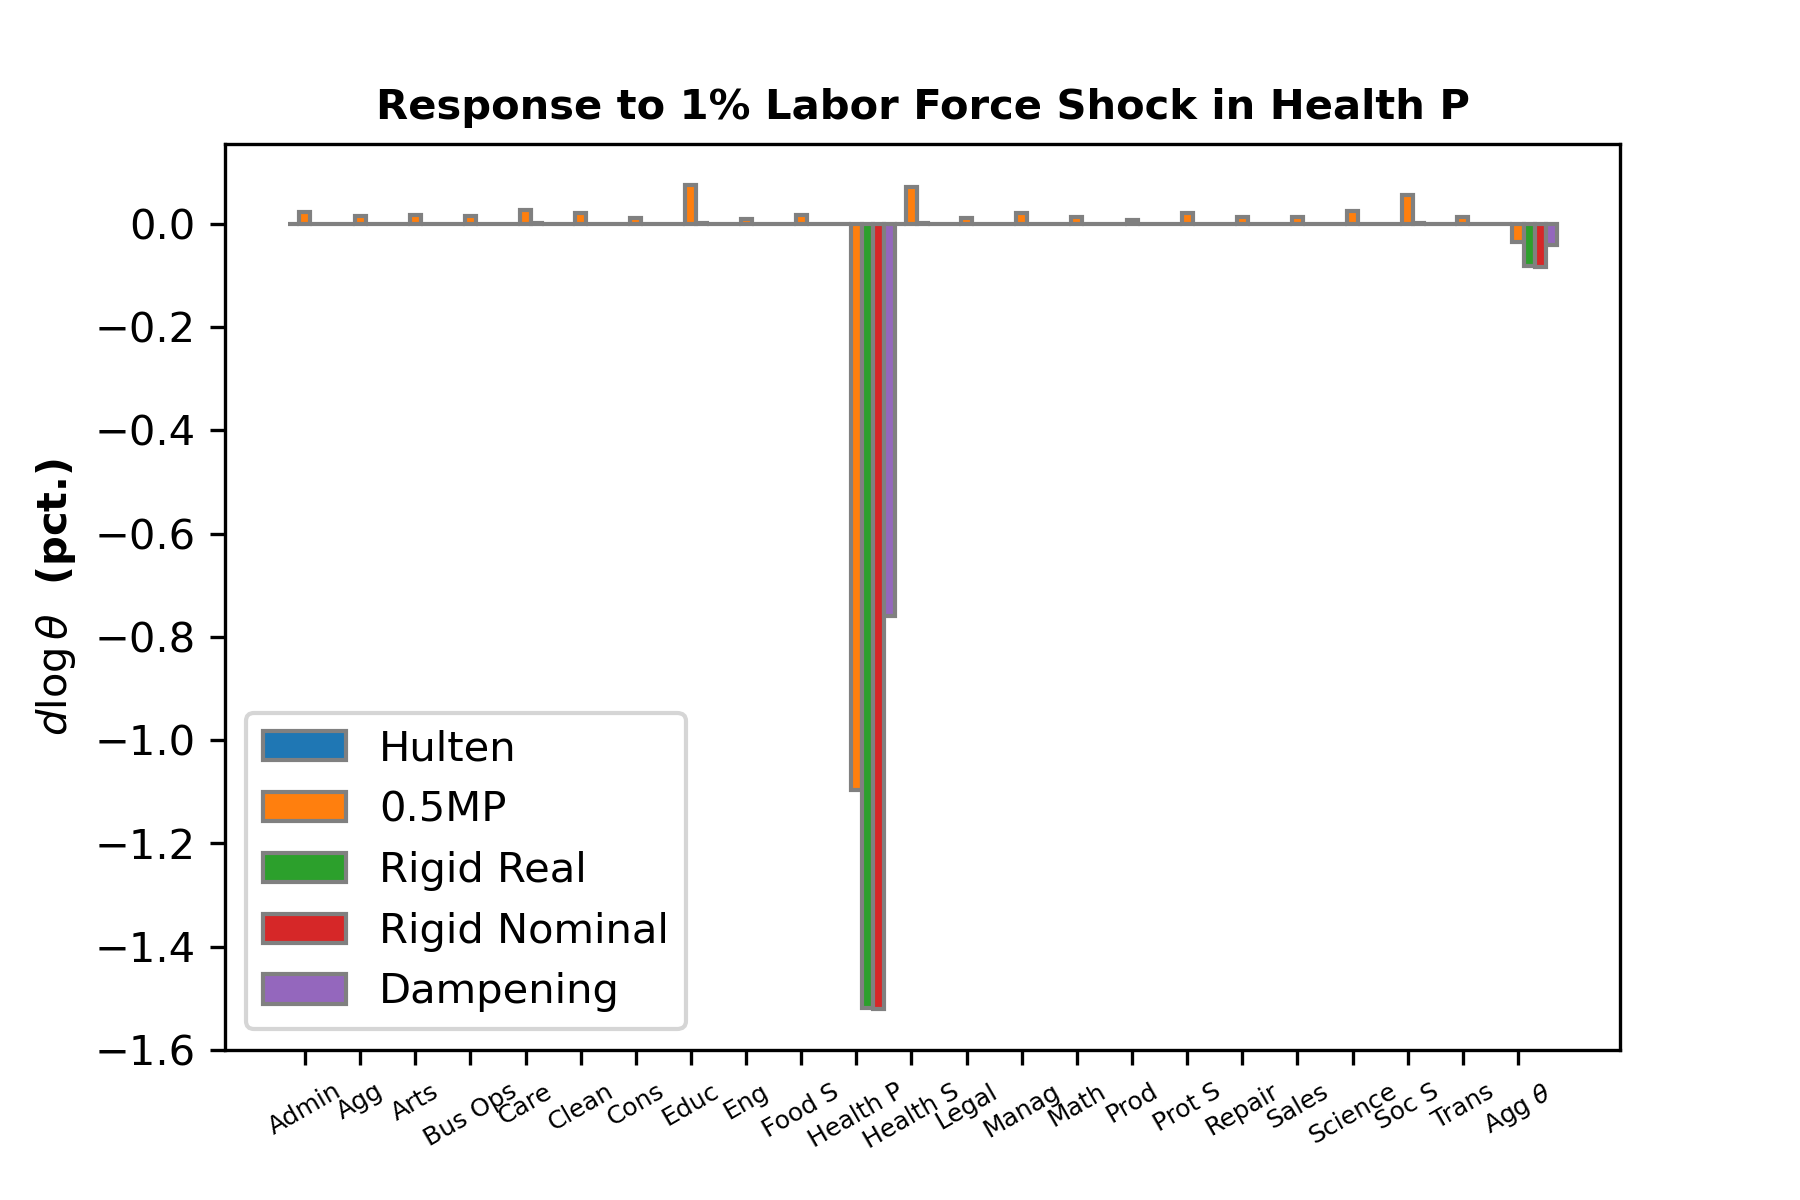 Response to 1% Labor Force Shock in Health P
dlog θ (pct.)
0.0
−0.2
−0.4
−0.6
−0.8
−1.0
−1.2
−1.4
−1.6
Hulten
0.5MP
Rigid Real
Rigid Nominal
Dampening
Admin
Agg
Arts
Bus Ops
Care
Clean
Cons
Educ
Eng
Food S
Health P
Health S
Legal
Manag
Math
Prod
Prot S
Repair
Sales
Science
Soc S
Trans
Agg θ